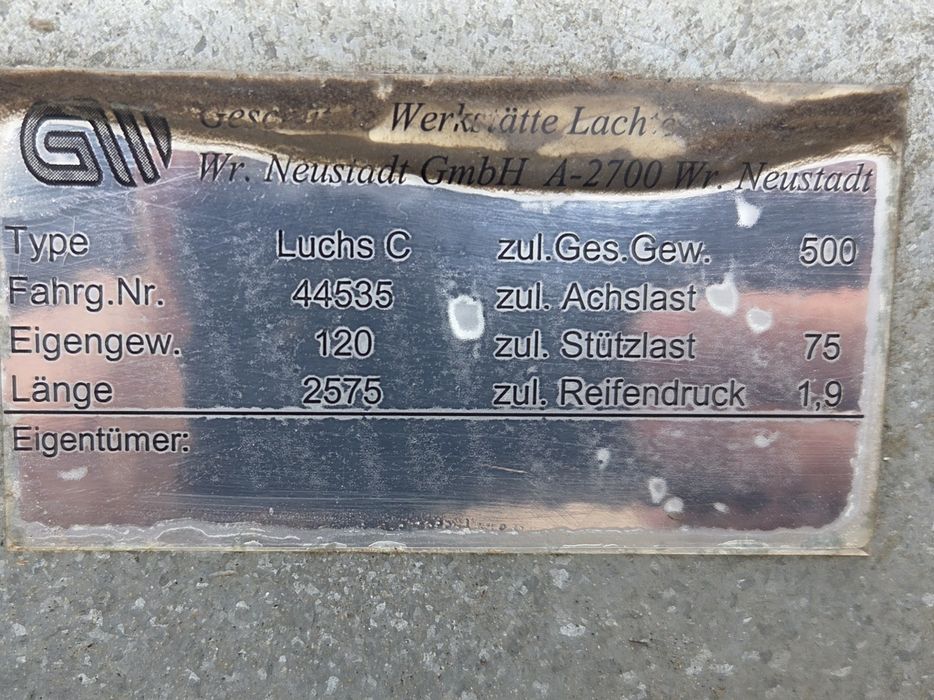 GW
Werkstätte
Wr. Neustadt GmbH A-2700 Wr. Neustadt
Type Luchs C zul.Ges.Gew. 500
Fahrg.Nr. 44535 zul. Achslast
Eigengew. 120 zul. Stützlast 75
Länge 2575 zul. Reifendruck 1,9
Eigentümer: